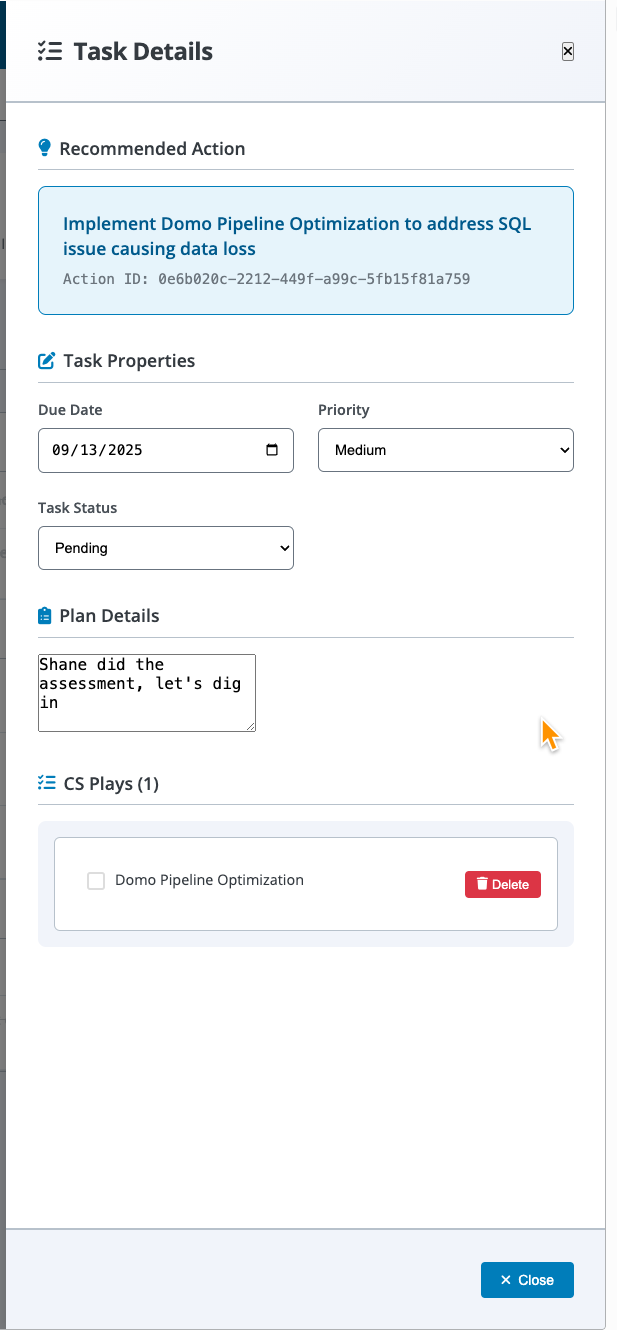 Task Details
Recommended Action
Implement Domo Pipeline Optimization to address SQL
issue causing data loss
Action ID: 0e6b020c-2212-449f-a99c-5fb15f81a759
Task Properties
Due Date
Priority
09/13/2025
Medium
Task Status
Pending
Plan Details
Shane did the
assessment, let's dig
in
CS Plays (1)
Domo Pipeline Optimization
Delete
Close